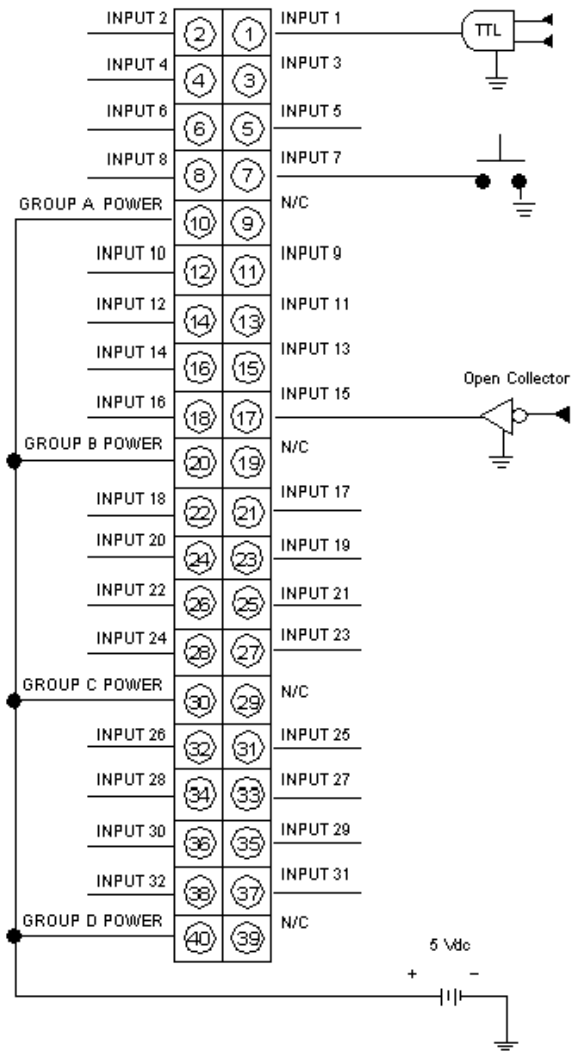 INPUT 2 2 1 INPUT 1 TTL
INPUT 4 4 3 INPUT 3
INPUT 6 6 5 INPUT 5
INPUT 8 8 7 INPUT 7
GROUP A POWER 10 9 N/C
INPUT 10 12 11 INPUT 9
INPUT 12 14 13 INPUT 11
INPUT 14 16 15 INPUT 13
Open Collector
INPUT 16 18 17 INPUT 15
GROUP B POWER 20 19 N/C
INPUT 18 22 21 INPUT 17
INPUT 20 24 23 INPUT 19
INPUT 22 26 25 INPUT 21
INPUT 24 28 27 INPUT 23
GROUP C POWER 30 29 N/C
INPUT 26 32 31 INPUT 25
INPUT 28 34 33 INPUT 27
INPUT 30 36 35 INPUT 29
INPUT 32 38 37 INPUT 31
GROUP D POWER 40 39 N/C
5 Vdc
+ −